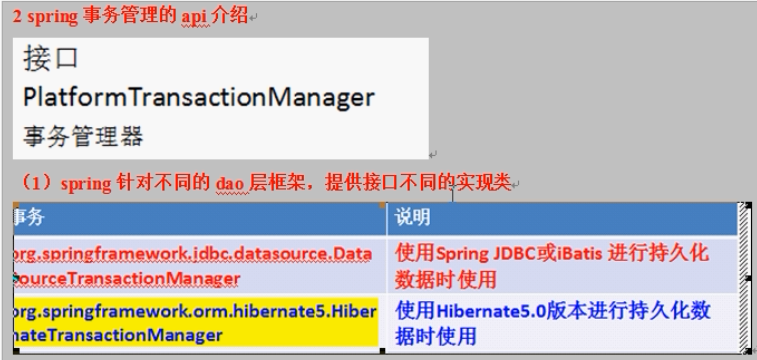 2 spring 事务管理的 api 介绍
接口
PlatformTransactionManager
事务管理器
（1）spring 针对不同的 dao 层框架，提供接口不同的实现类
事务 说明
org.springframework.jdbc.datasource.Data 使用Spring JDBC或iBatis 进行持久化
SourceTransactionManager 数据时使用
org.springframework.orm.hibernate5.Hiber 使用Hibernate5.0版本进行持久化数
nateTransactionManager 据时使用